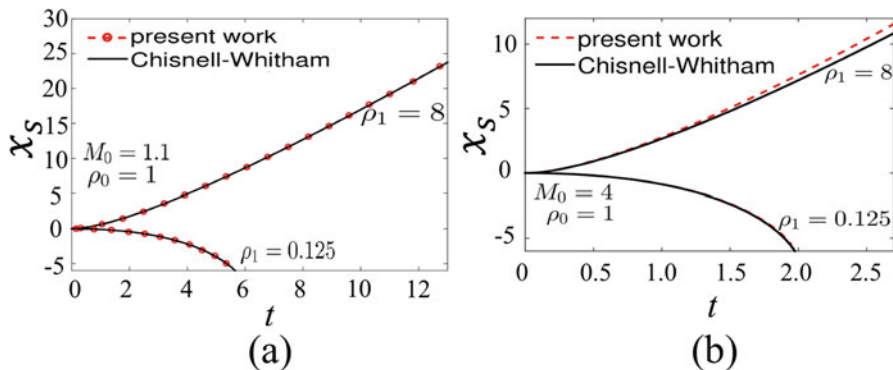 30
25
20
15
10
5
0
-5
x_S
present work
Chisnell-Whitham
M_0 = 1.1
ρ_0 = 1
ρ_1 = 8
ρ_1 = 0.125
0 2 4 6 8 10 12
t
(a)
10
5
0
-5
x_S
present work
Chisnell-Whitham
ρ_1 = 8
M_0 = 4
ρ_0 = 1
ρ_1 = 0.125
0 0.5 1.0 1.5 2.0 2.5
t
(b)